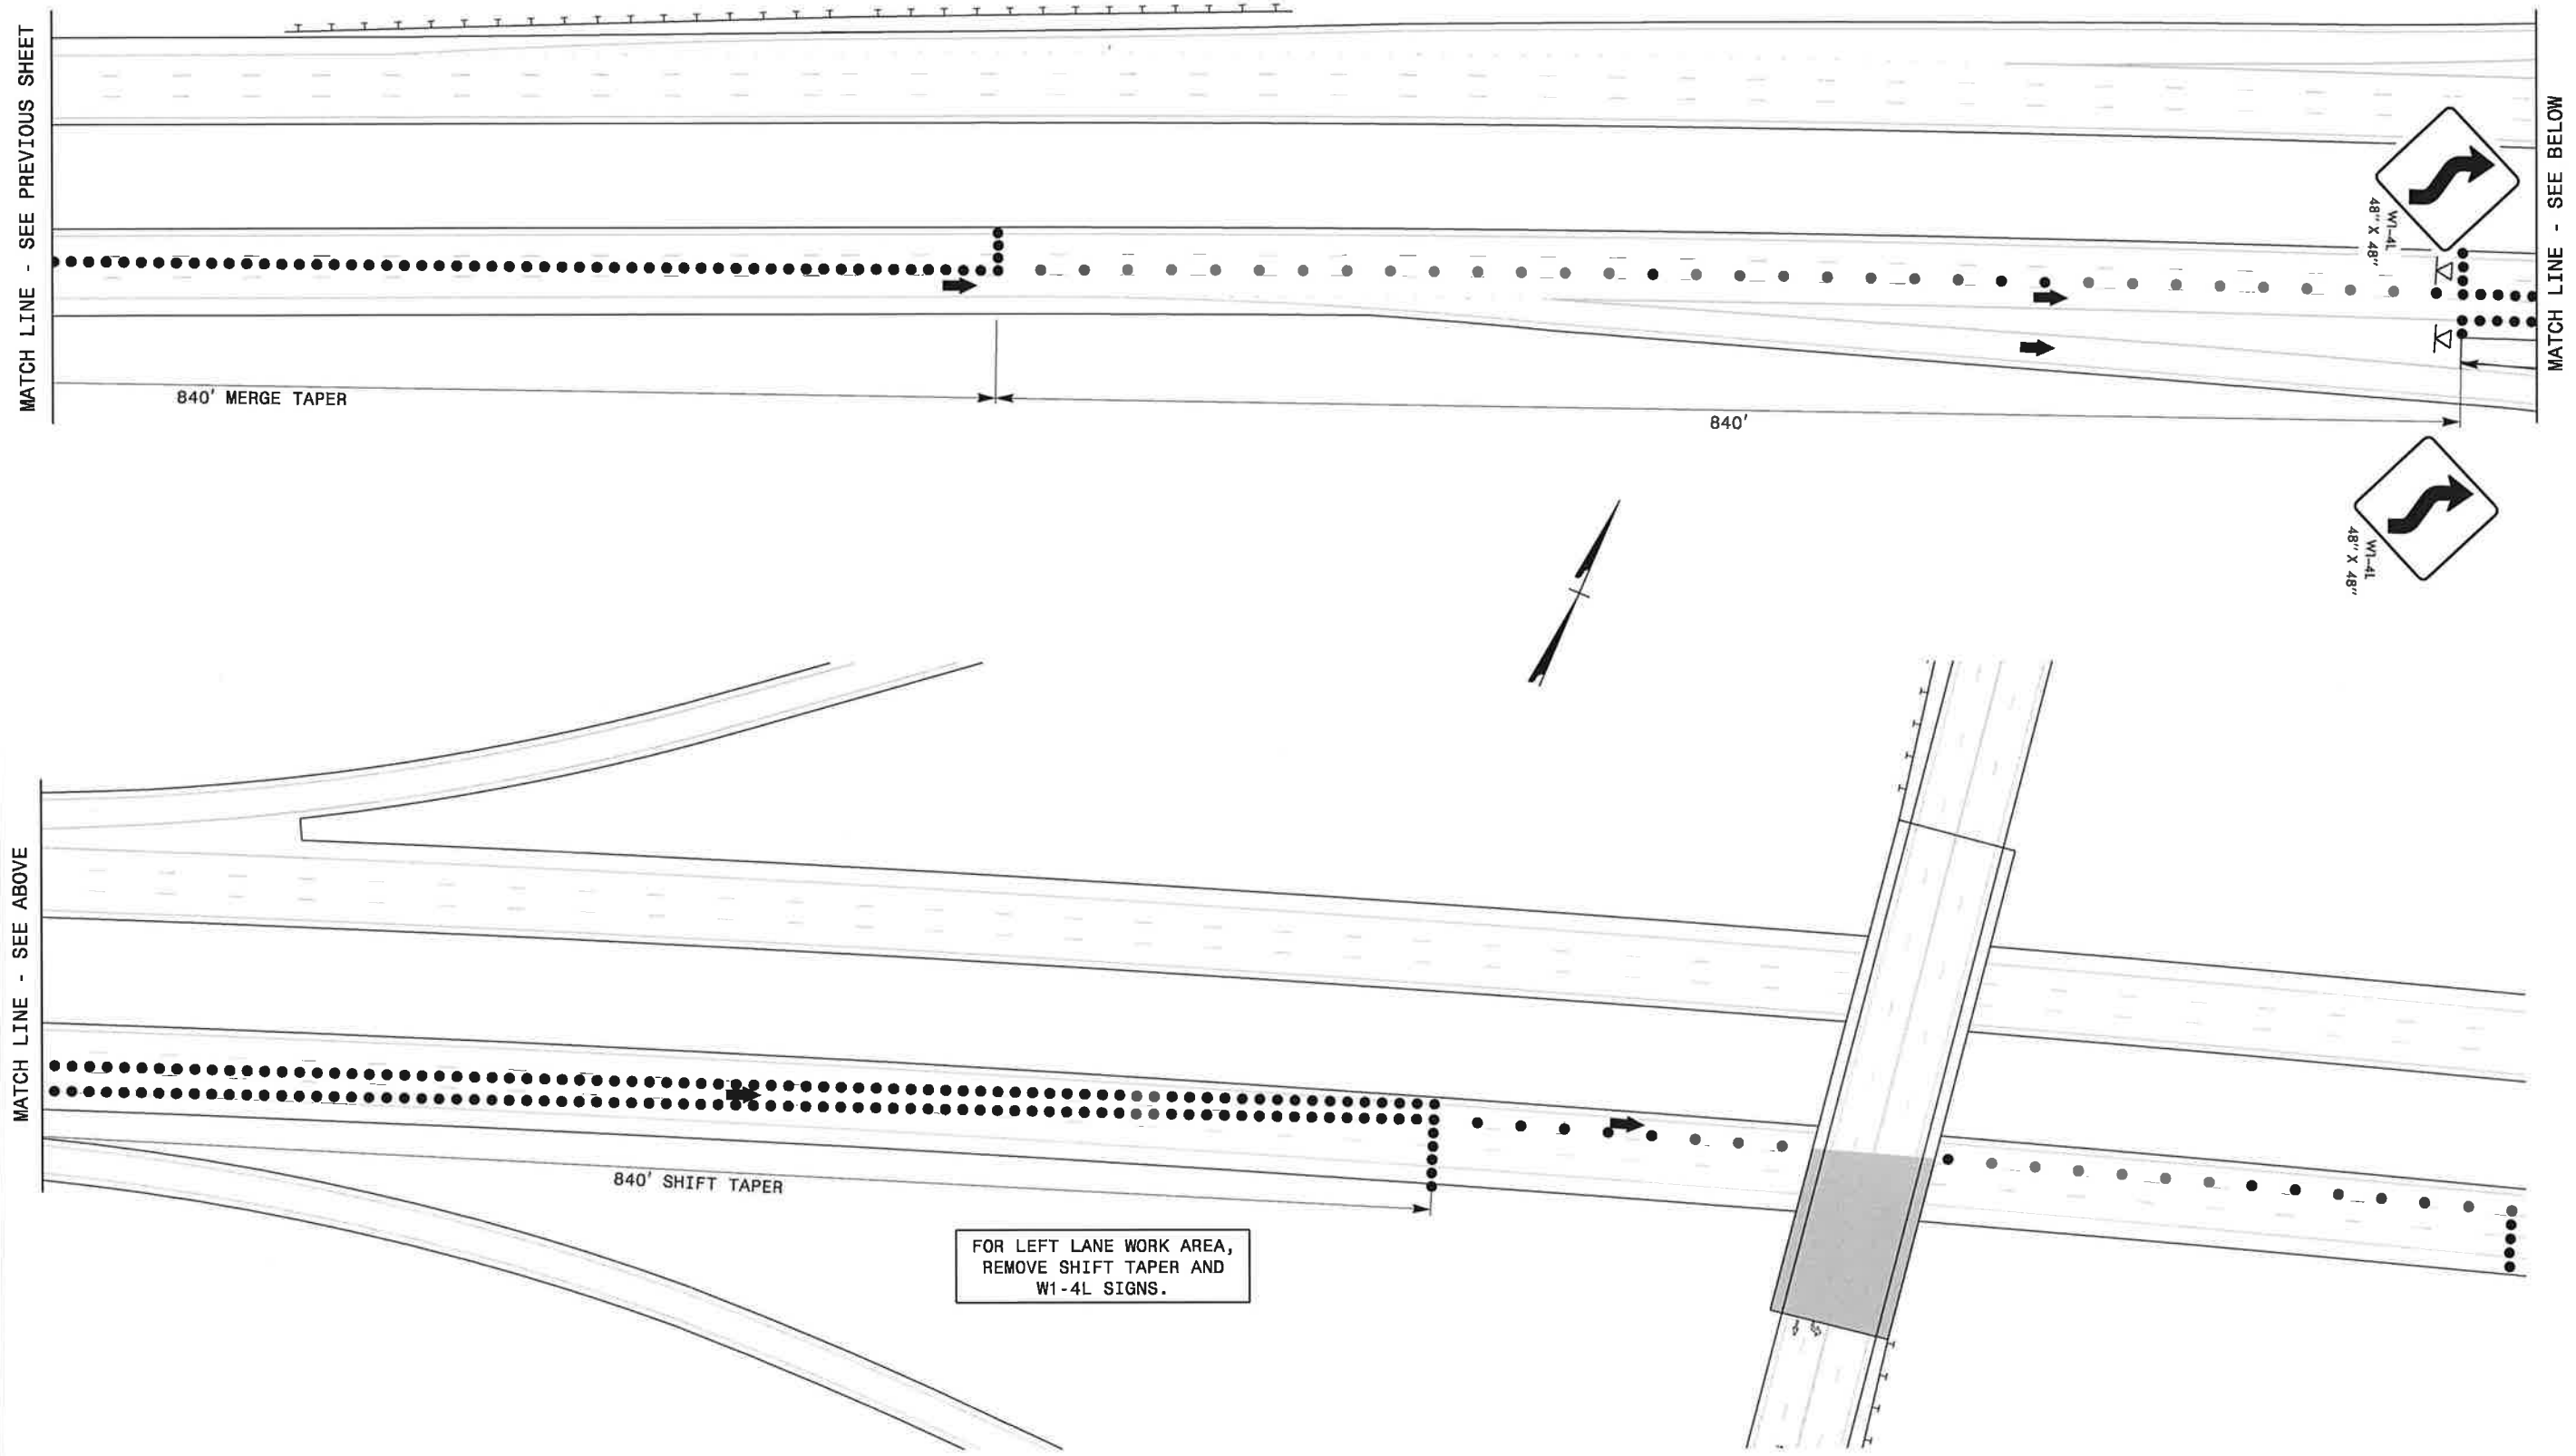 MATCH LINE - SEE PREVIOUS SHEET
MATCH LINE - SEE BELOW
W1-4L
48" X 48"
840' MERGE TAPER
840'
W1-4L
48" X 48"
MATCH LINE - SEE ABOVE
840' SHIFT TAPER
FOR LEFT LANE WORK AREA,
REMOVE SHIFT TAPER AND
W1-4L SIGNS.